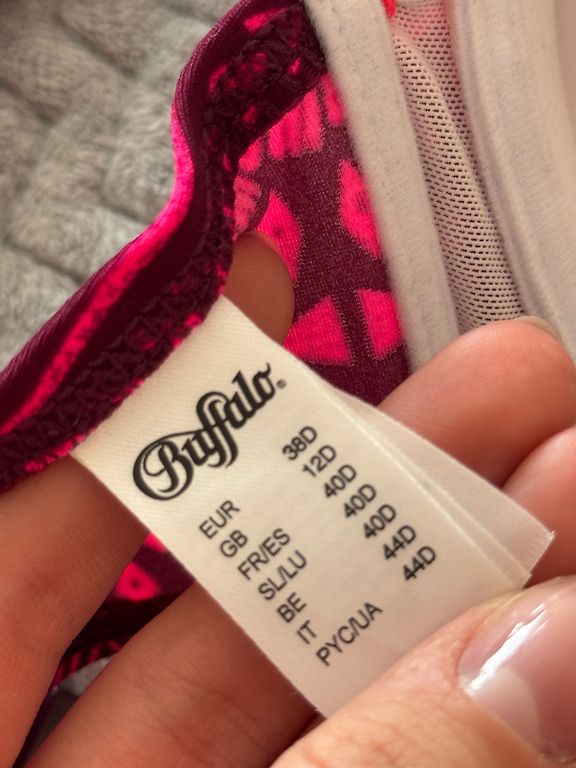 Buffalo®
EUR 38D
GB 12D
FR/ES 40D
SL/LU 40D
BE 40D
IT 44D
PYC/UA 44D